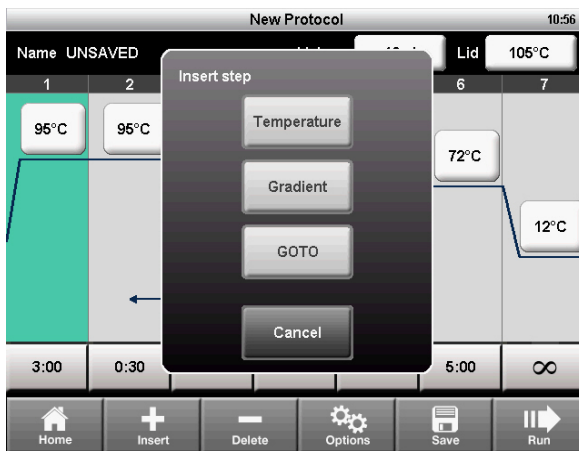 New Protocol 10:56
Name UNSAVED Lid 105°C
1 2 6 7
Insert step
95°C 95°C Temperature
72°C
Gradient
12°C
GOTO
Cancel
3:00 0:30 5:00 ∞
Home Insert Delete Options Save Run